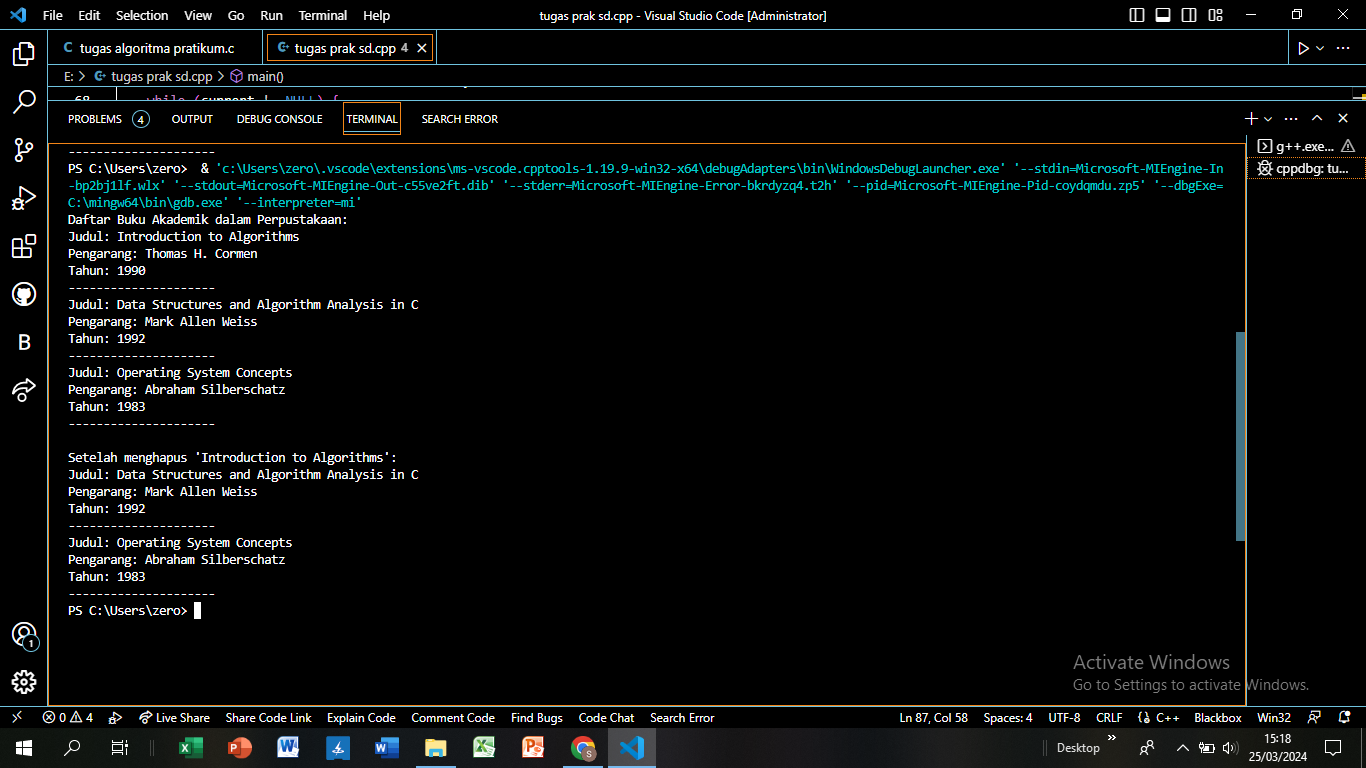 File Edit Selection View Go Run Terminal Help
tugas prak sd.cpp - Visual Studio Code [Administrator]
tugas algoritma pratikum.c
tugas prak sd.cpp 4
E: > tugas prak sd.cpp > main()
68 while (current != NULL) {
PROBLEMS 4 OUTPUT DEBUG CONSOLE TERMINAL SEARCH ERROR
g++.exe...
cppdbg: tu...
---------------------
PS C:\Users\zero>  & 'c:\Users\zero\.vscode\extensions\ms-vscode.cpptools-1.19.9-win32-x64\debugAdapters\bin\WindowsDebugLauncher.exe' '--stdin=Microsoft-MIEngine-In
-bp2bj1lf.wlx' '--stdout=Microsoft-MIEngine-Out-c55ve2ft.dib' '--stderr=Microsoft-MIEngine-Error-bkrdyzq4.t2h' '--pid=Microsoft-MIEngine-Pid-coydqmdu.zp5' '--dbgExe=
C:\mingw64\bin\gdb.exe' '--interpreter=mi'
Daftar Buku Akademik dalam Perpustakaan:
Judul: Introduction to Algorithms
Pengarang: Thomas H. Cormen
Tahun: 1990
---------------------
Judul: Data Structures and Algorithm Analysis in C
Pengarang: Mark Allen Weiss
Tahun: 1992
---------------------
Judul: Operating System Concepts
Pengarang: Abraham Silberschatz
Tahun: 1983
---------------------
Setelah menghapus 'Introduction to Algorithms':
Judul: Data Structures and Algorithm Analysis in C
Pengarang: Mark Allen Weiss
Tahun: 1992
---------------------
Judul: Operating System Concepts
Pengarang: Abraham Silberschatz
Tahun: 1983
---------------------
PS C:\Users\zero>
Activate Windows
Go to Settings to activate Windows.
0 4 Live Share Share Code Link Explain Code Comment Code Find Bugs Code Chat Search Error Ln 87, Col 58 Spaces: 4 UTF-8 CRLF C++ Blackbox Win32
Desktop
15:18
25/03/2024